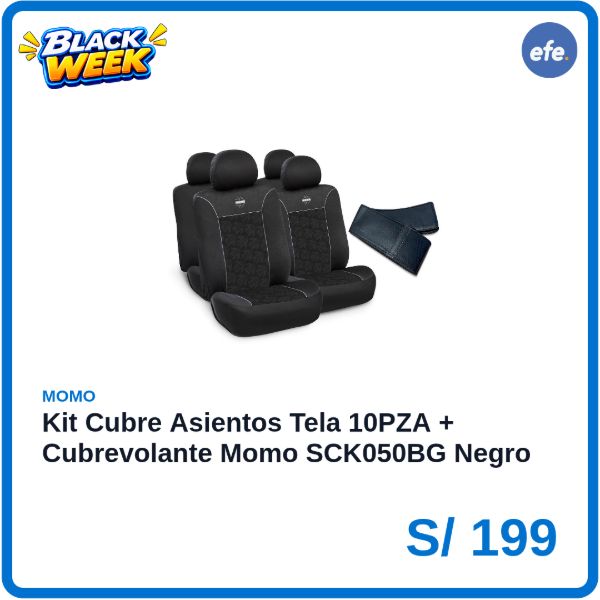 BLACK
WEEK
efe.
MOMO
Kit Cubre Asientos Tela 10PZA +
Cubrevolante Momo SCK050BG Negro
S/ 199